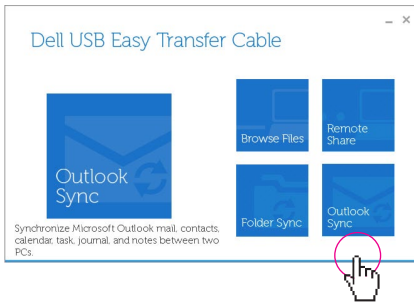 Dell USB Easy Transfer Cable
Outlook
Sync
Synchronize Microsoft Outlook mail, contacts,
calendar, task, journal, and notes between two
PCs.
Browse Files
Remote
Share
Folder Sync
Outlook
Sync